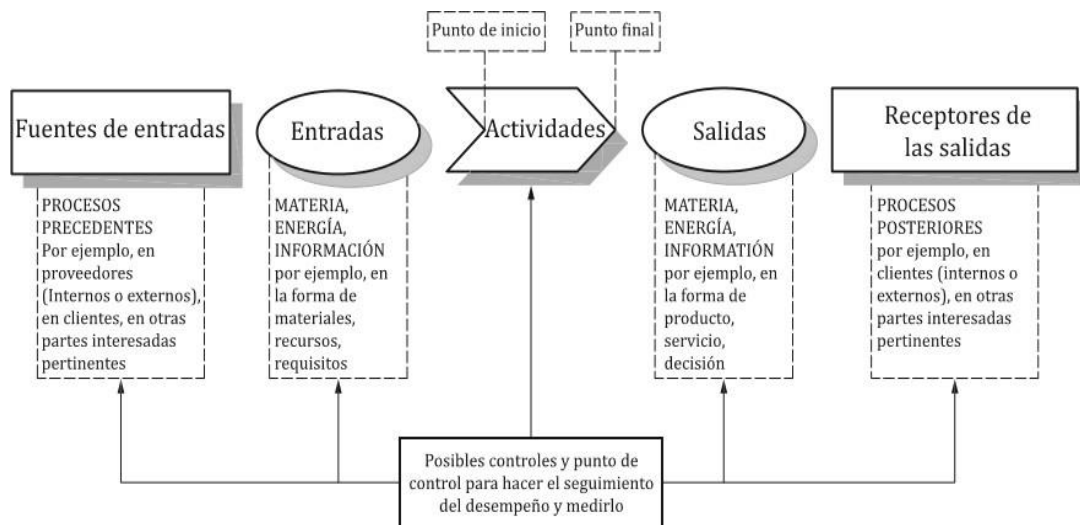 Punto de inicio
Punto final
Fuentes de entradas
Entradas
Actividades
Salidas
Receptores de
las salidas
PROCESOS
PRECEDENTES
Por ejemplo, en
proveedores
(Internos o externos),
en clientes, en otras
partes interesadas
pertinentes
MATERIA,
ENERGÍA,
INFORMACIÓN
por ejemplo, en
la forma de
materiales,
recursos,
requisitos
MATERIA,
ENERGÍA,
INFORMATIÓN
por ejemplo, en
la forma de
producto,
servicio,
decisión
PROCESOS
POSTERIORES
por ejemplo, en
clientes (internos o
externos), en otras
partes interesadas
pertinentes
Posibles controles y punto de
control para hacer el seguimiento
del desempeño y medirlo